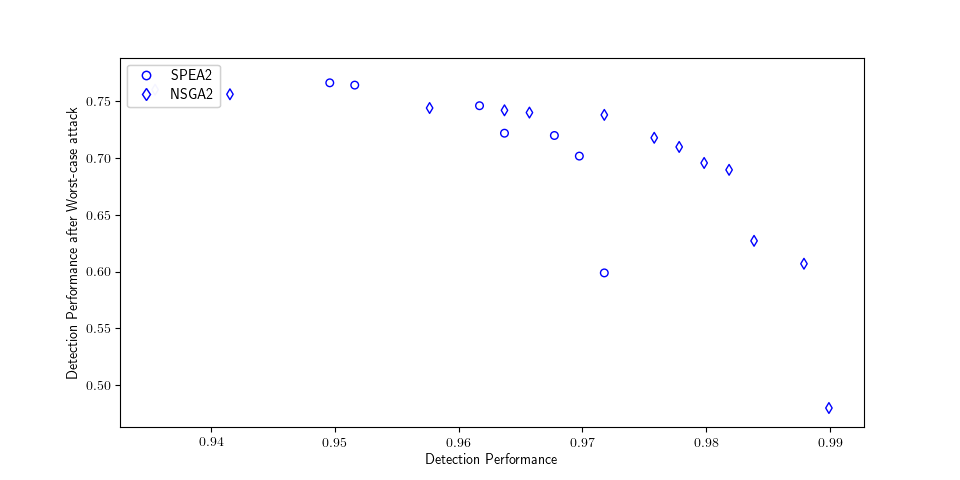 SPEA2
NSGA2
0.75
0.70
0.65
0.60
0.55
0.50
Detection Performance after Worst-case attack
0.94 0.95 0.96 0.97 0.98 0.99
Detection Performance